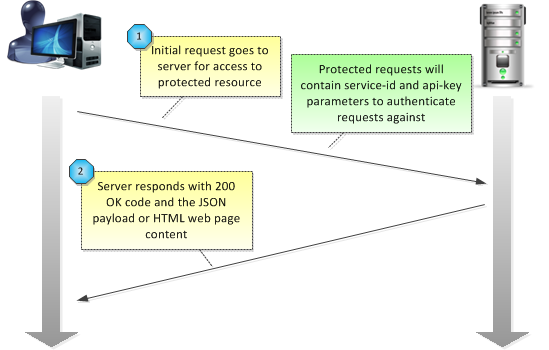 1
Initial request goes to
server for access to
protected resource
Protected requests will
contain service-id and api-key
parameters to authenticate
requests against
2
Server responds with 200
OK code and the JSON
payload or HTML web page
content